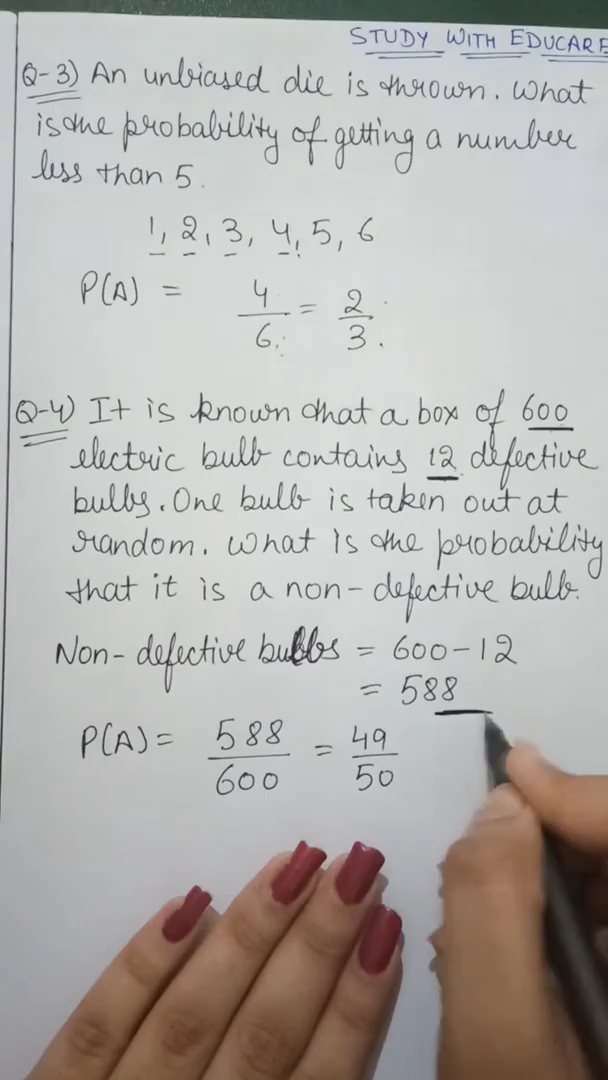 STUDY WITH EDUCARE
Q-3) An unbiased die is thrown. What
is the probability of getting a number
less than 5.
1, 2, 3, 4, 5, 6
P(A) = 4/6 = 2/3.
Q-4) It is known that a box of 600
electric bulb contains 12 defective
bulbs. One bulb is taken out at
random. What is the probability
that it is a non-defective bulb.
Non-defective bulbs = 600-12
= 588
P(A) = 588/600 = 49/50